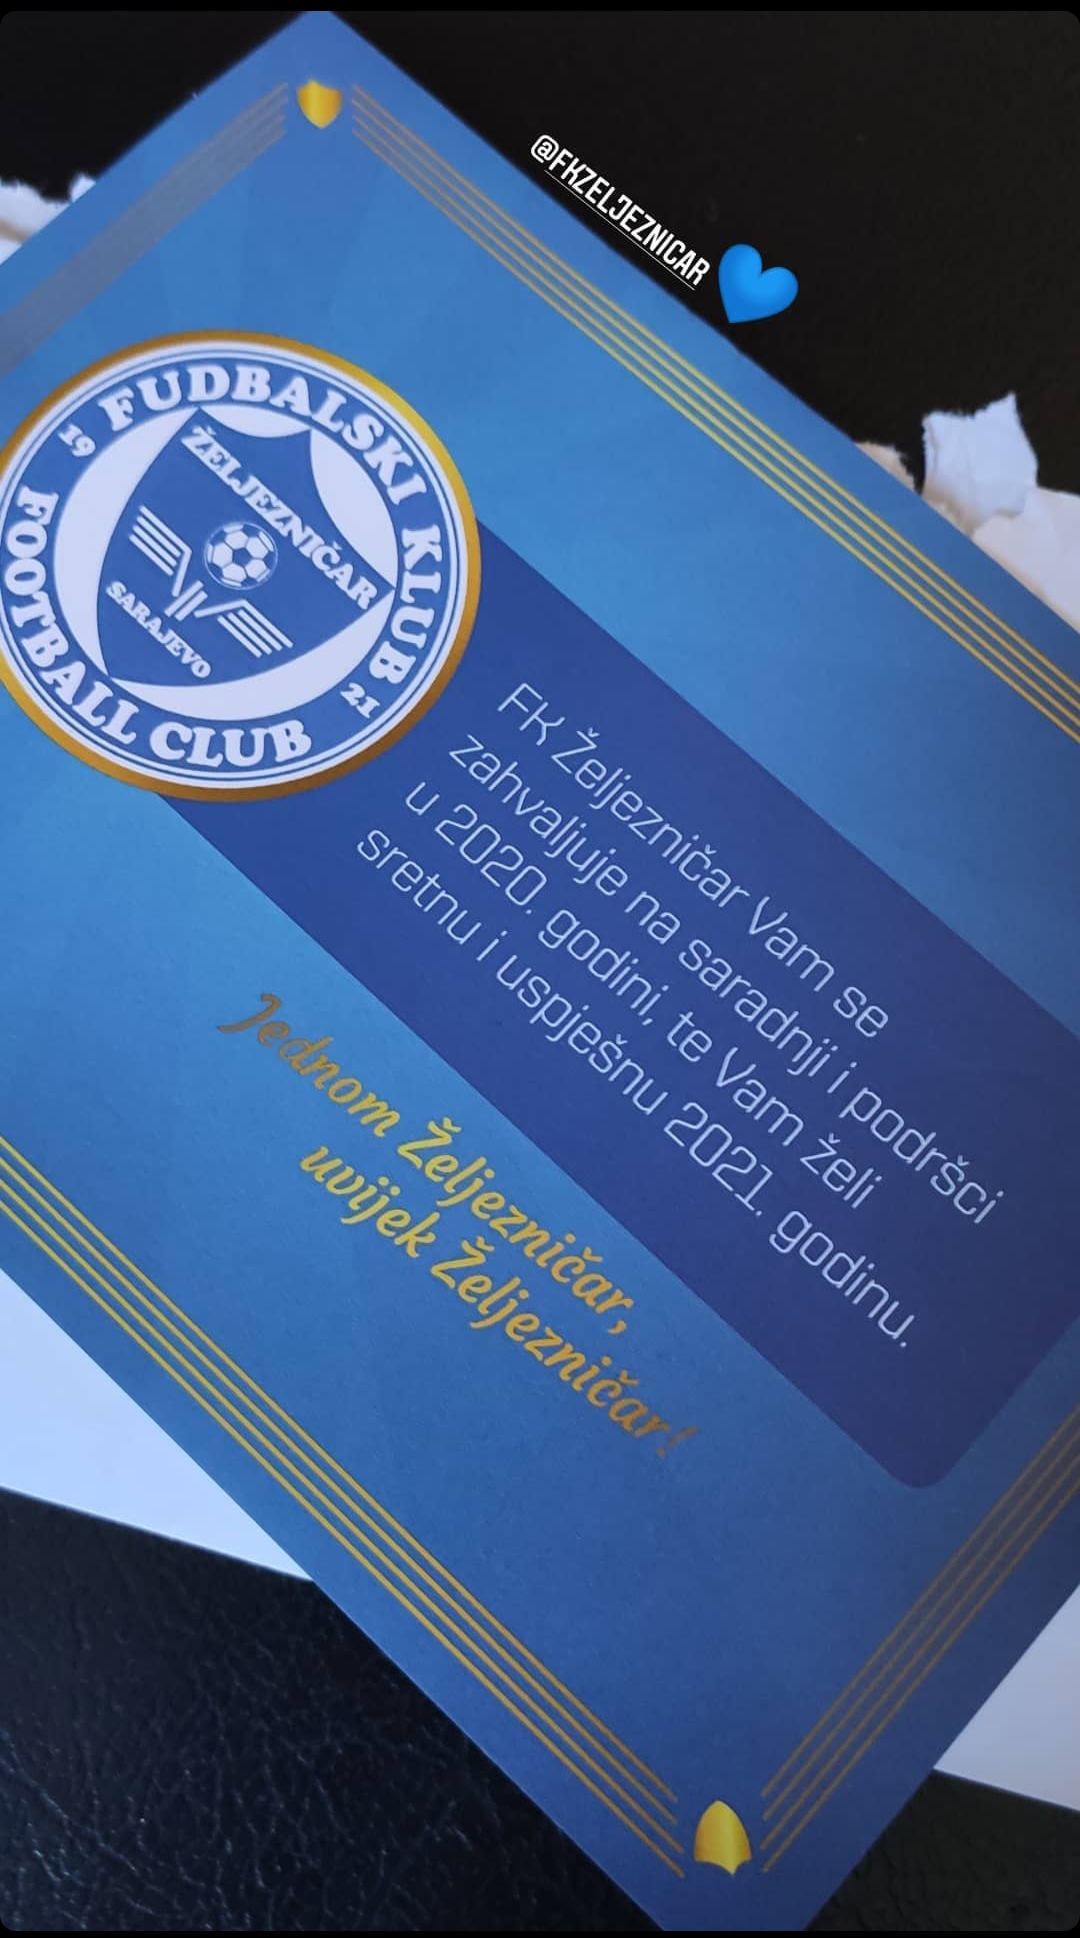 @FKZELJEZNICAR
FUDBALSKI KLUB
19
21
ŽELJEZNIČAR
SARAJEVO
FOOTBALL CLUB
FK Željezničar Vam se
zahvaljuje na saradnji i podršci
u 2020. godini, te Vam želi
sretnu i uspješnu 2021. godinu.
Jednom Željezničar,
uvijek Željezničar!